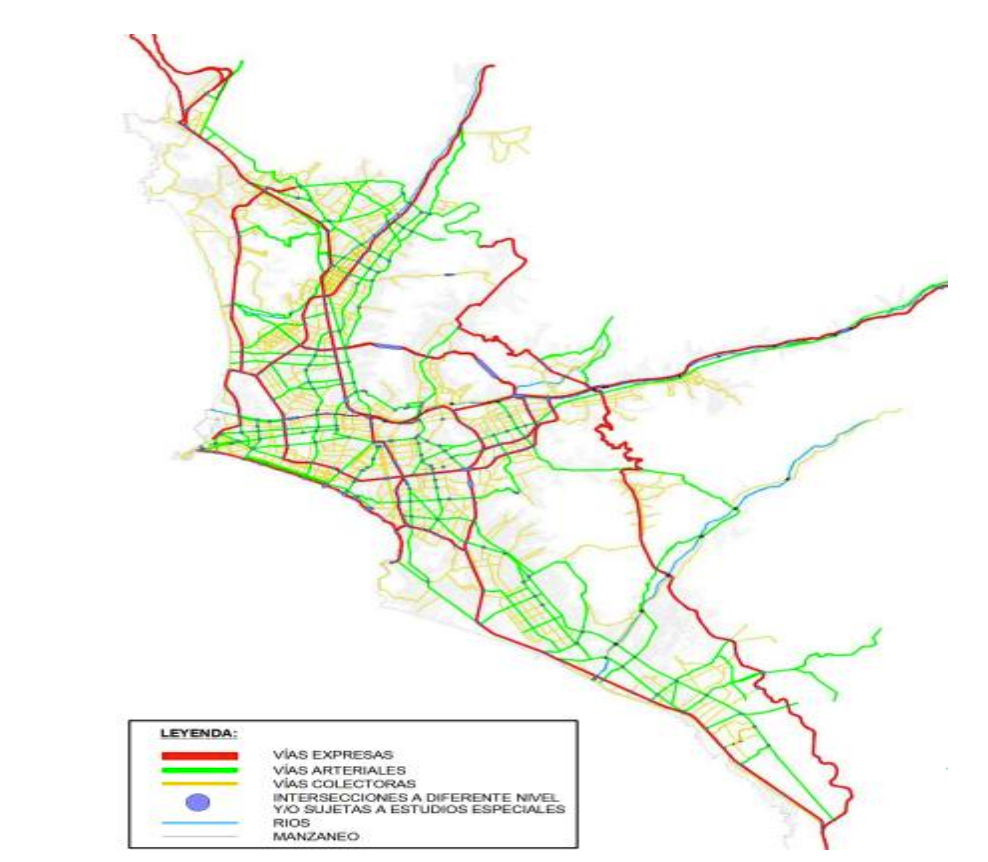 LEYENDA:
VÍAS EXPRESAS
VÍAS ARTERIALES
VÍAS COLECTORAS
INTERSECCIONES A DIFERENTE NIVEL
Y/O SUJETAS A ESTUDIOS ESPECIALES
RIOS
MANZANEO